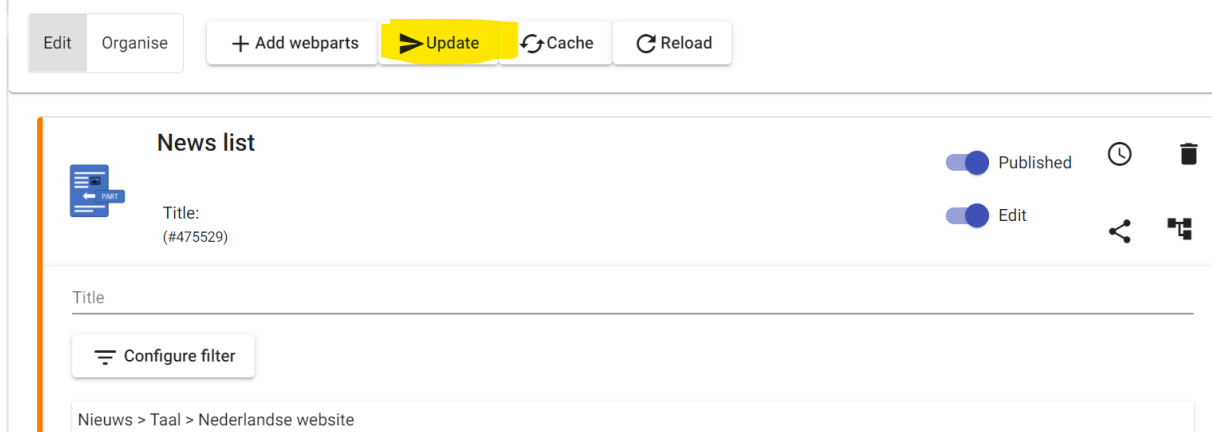 Edit Organise + Add webparts Update Cache Reload
News list
Published
PART
Title:
Edit
(#475529)
Title
Configure filter
Nieuws > Taal > Nederlandse website